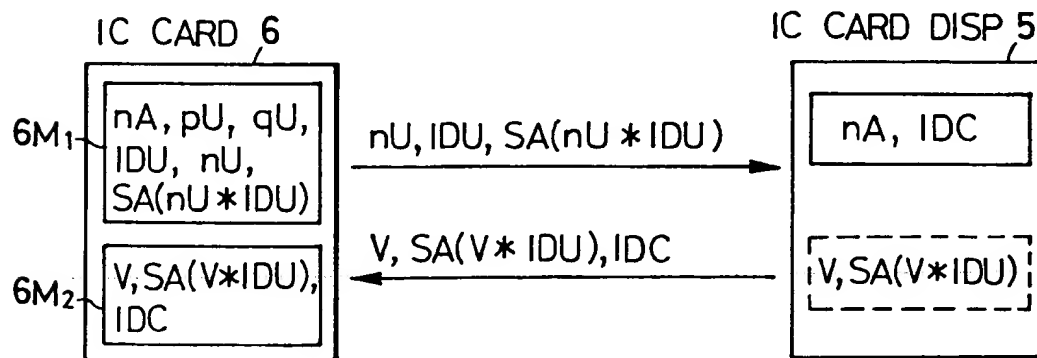 IC CARD 6
IC CARD DISP 5
6M1
nA, pU, qU,
IDU, nU,
SA(nU*IDU)
nU, IDU, SA(nU*IDU)
nA, IDC
V, SA(V*IDU), IDC
6M2
V, SA(V*IDU),
IDC
V, SA(V*IDU)